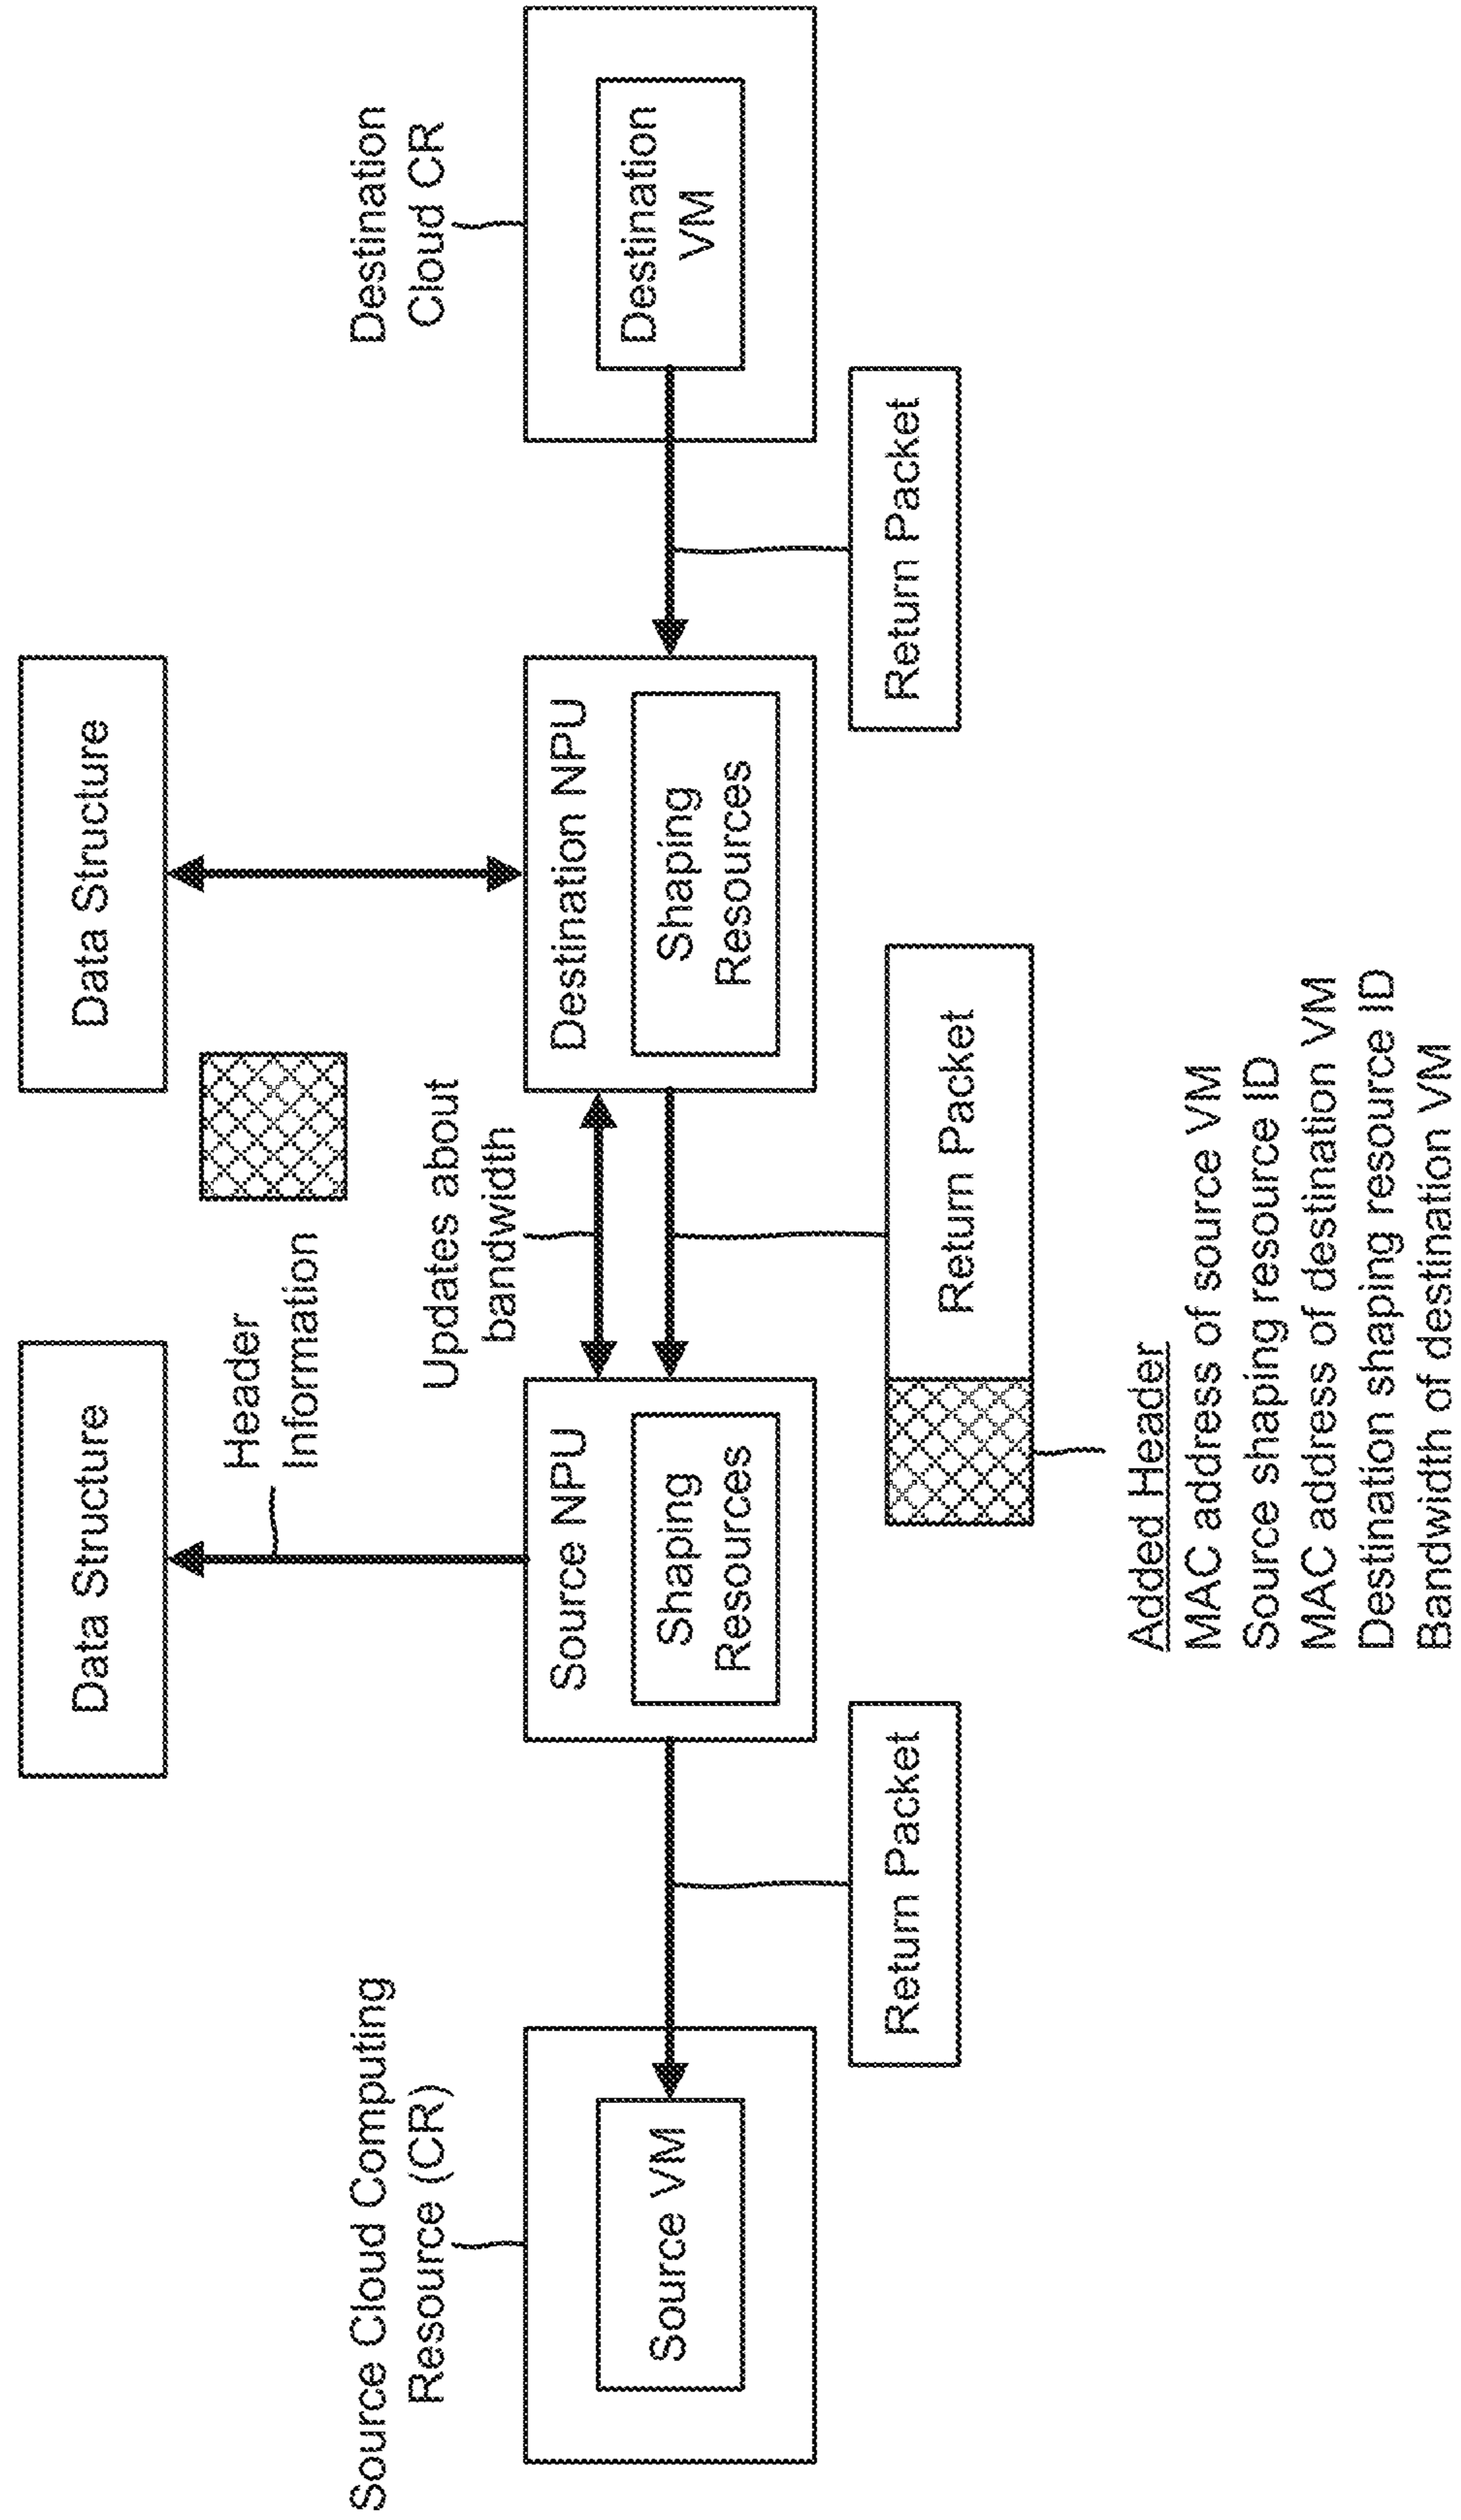 Data Structure
Data Structure
Header
Information
Source Cloud Computing
Resource (CR)
Updates about
bandwidth
Destination
Cloud CR
Source VM
Source NPU
Shaping
Resources
Destination NPU
Shaping
Resources
Destination
VM
Return Packet
Return Packet
Return Packet
Added Header
MAC address of source VM
Source shaping resource ID
MAC address of destination VM
Destination shaping resource ID
Bandwidth of destination VM